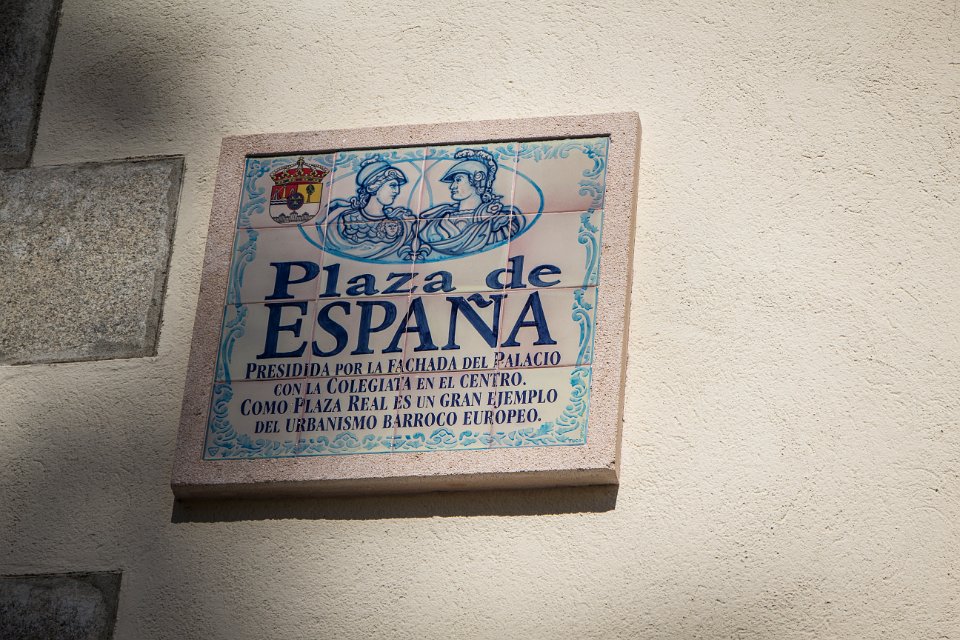 Plaza de
ESPAÑA
PRESIDIDA POR LA FACHADA DEL PALACIO
CON LA COLEGIATA EN EL CENTRO.
COMO PLAZA REAL ES UN GRAN EJEMPLO
DEL URBANISMO BARROCO EUROPEO.